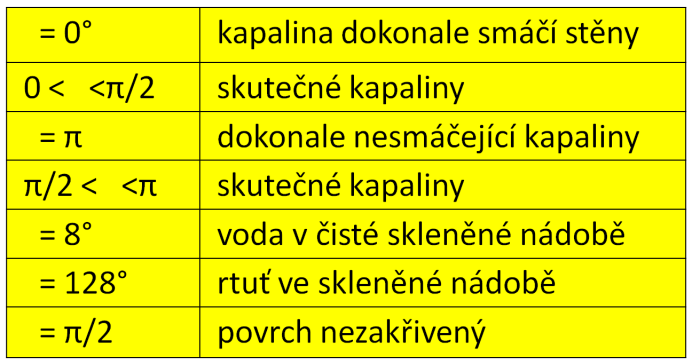 = 0° kapalina dokonale smáčí stěny
0 < <π/2 skutečné kapaliny
= π dokonale nesmáčející kapaliny
π/2 < <π skutečné kapaliny
= 8° voda v čisté skleněné nádobě
= 128° rtuť ve skleněné nádobě
= π/2 povrch nezakřivený